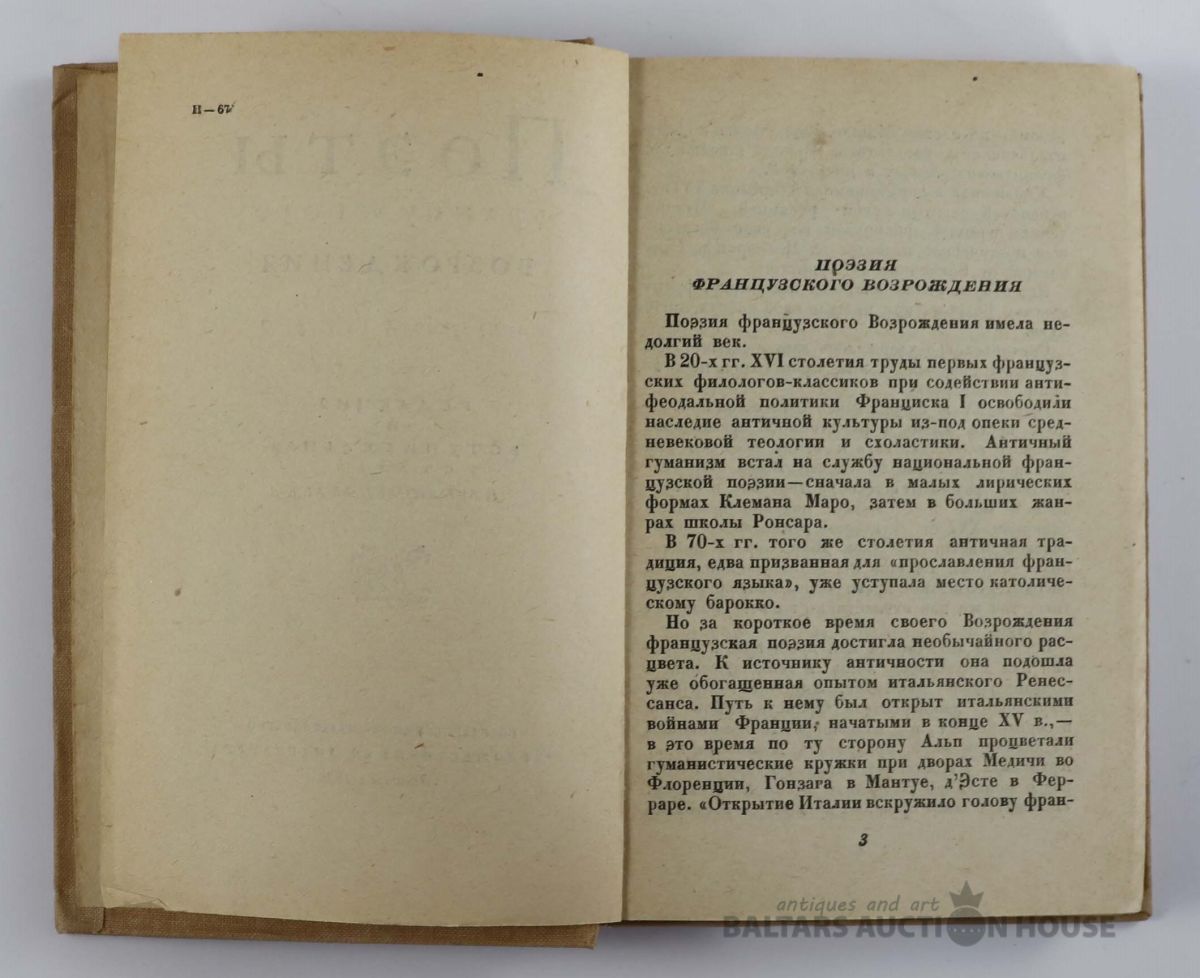 И—67
Поэты
ВОЗРОЖДЕНИЯ
ПОЭЗИЯ
ФРАНЦУЗСКОГО ВОЗРОЖДЕНИЯ
Поэзия французского Возрождения имела не-
долгий век.
В 20-х гг. XVI столетия труды первых француз-
ских филологов-классиков при содействии анти-
феодальной политики Франциска I освободили
наследие античной культуры из-под опеки сред-
невековой теологии и схоластики. Античный
гуманизм встал на службу национальной фран-
цузской поэзии—сначала в малых лирических
формах Клемана Маро, затем в больших жан-
рах школы Ронсара.
В 70-х гг. того же столетия античная тра-
диция, едва призванная для «прославления фран-
цузского языка», уже уступала место католиче-
скому барокко.
Но за короткое время своего Возрождения
французская поэзия достигла необычайного рас-
цвета. К источнику античности она подошла
уже обогащенная опытом итальянского Ренес-
санса. Путь к нему был открыт итальянскими
войнами Франции, начатыми в конце XV в.,—
в это время по ту сторону Альп процветали
гуманистические кружки при дворах Медичи во
Флоренции, Гонзага в Мантуе, д’Эсте в Фер-
раре. «Открытие Италии вскружило голову фран-
3
antiques and art
BALTARS AUCTION HOUSE